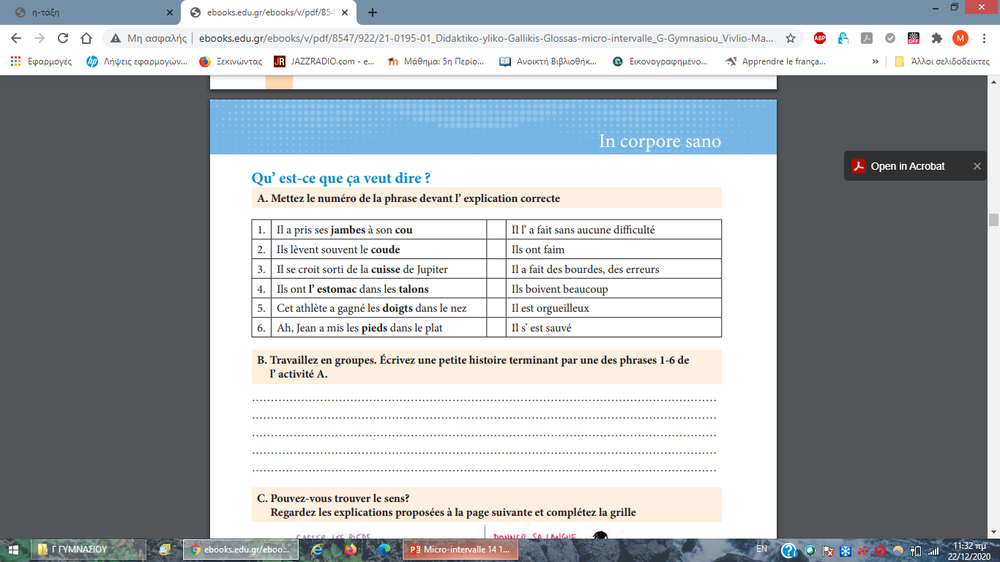 η-τάξη
ebooks.edu.gr/ebooks/v/pdf/854
Μη ασφαλής | ebooks.edu.gr/ebooks/v/pdf/8547/922/21-0195-01_Didaktiko-yliko-Gallikis-Glossas-micro-intervalle_G-Gymnasiou_Vivlio-Ma...
ABP
OFF
M
Εφαρμογές
Λήψεις εφαρμογών...
Ξεκινώντας
JAZZRADIO.com - e...
Μάθημα: 5η Περίο...
Ανοικτή Βιβλιοθήκ...
Εικονογραφημένο...
Apprendre le frança...
»
Άλλοι σελιδοδείκτες
In corpore sano
Open in Acrobat
Qu’ est-ce que ça veut dire ?
A. Mettez le numéro de la phrase devant l’ explication correcte
1. Il a pris ses jambes à son cou Il l’ a fait sans aucune difficulté
2. Ils lèvent souvent le coude Ils ont faim
3. Il se croit sorti de la cuisse de Jupiter Il a fait des bourdes, des erreurs
4. Ils ont l’ estomac dans les talons Ils boivent beaucoup
5. Cet athlète a gagné les doigts dans le nez Il est orgueilleux
6. Ah, Jean a mis les pieds dans le plat Il s’ est sauvé
B. Travaillez en groupes. Écrivez une petite histoire terminant par une des phrases 1-6 de
l’ activité A.
C. Pouvez-vous trouver le sens?
Regardez les explications proposées à la page suivante et complétez la grille
CASSER LES PIEDS
DONNER SA LANGUE
Γ ΓΥΜΝΑΣΙΟΥ
ebooks.edu.gr/eboo...
Micro-intervalle 14 1...
EN
11:32 πμ
22/12/2020